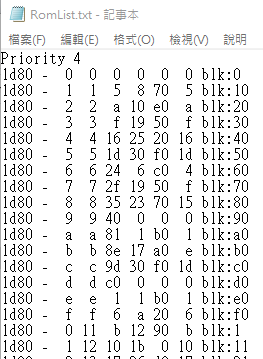 RomList.txt - 記事本
檔案(F) 編輯(E) 格式(O) 檢視(V) 說明
Priority 4
1d80 - 0 0 0 0 0 0 blk:0
1d80 - 1 1 5 8 70 5 blk:10
1d80 - 2 2 a 10 e0 a blk:20
1d80 - 3 3 f 19 50 f blk:30
1d80 - 4 4 16 25 20 16 blk:40
1d80 - 5 5 1d 30 f0 1d blk:50
1d80 - 6 6 24 6 c0 4 blk:60
1d80 - 7 7 2f 19 50 f blk:70
1d80 - 8 8 35 23 70 15 blk:80
1d80 - 9 9 40 0 0 0 blk:90
1d80 - a a 81 1 b0 1 blk:a0
1d80 - b b 8e 17 a0 e blk:b0
1d80 - c c 9d 30 f0 1d blk:c0
1d80 - d d c0 0 0 0 blk:d0
1d80 - e e 1 1 b0 1 blk:e0
1d80 - f f 6 a 20 6 blk:f0
1d80 - 0 11 b 12 90 b blk:1
1d80 - 1 12 10 1b 0 10 blk:11